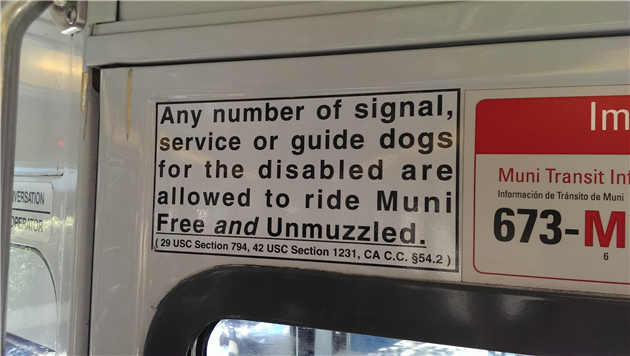 Any number of signal,
service or guide dogs
for the disabled are
allowed to ride Muni
Free and Unmuzzled.
( 29 USC Section 794, 42 USC Section 1231, CA C.C. §54.2 )
Im
Muni Transit Inf
Información de Tránsito de Muni
673-M
6
VERSATION
OPERATOR